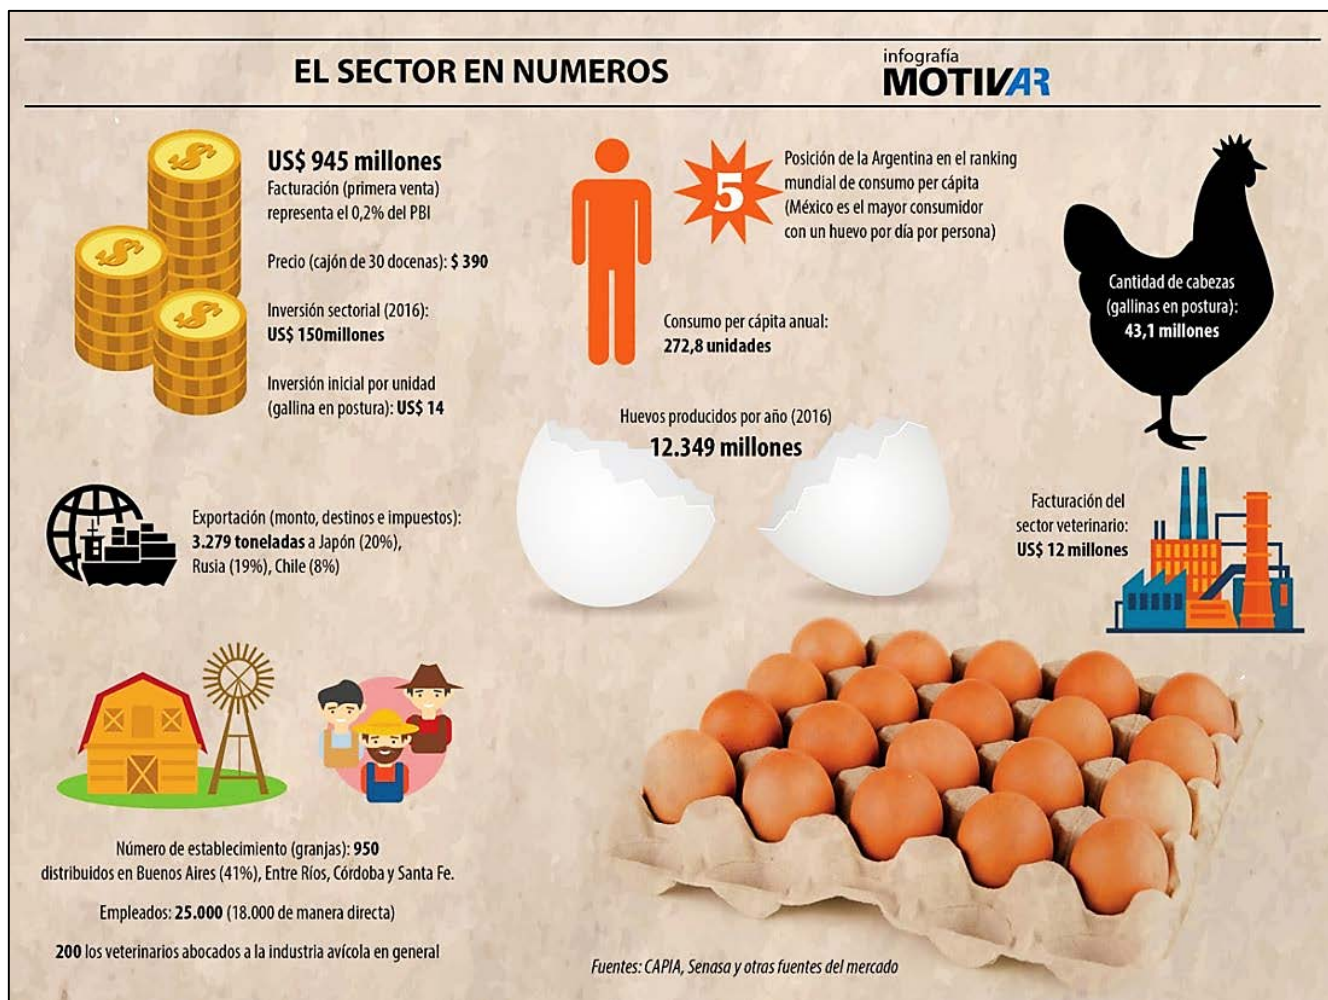 EL SECTOR EN NUMEROS
infografía
MOTIVAR
US$ 945 millones
Facturación (primera venta)
representa el 0,2% del PBI
Precio (cajón de 30 docenas): $ 390
Inversión sectorial (2016):
US$ 150millones
Inversión inicial por unidad
(gallina en postura): US$ 14
5
Posición de la Argentina en el ranking
mundial de consumo per cápita
(México es el mayor consumidor
con un huevo por día por persona)
Consumo per cápita anual:
272,8 unidades
Cantidad de cabezas
(gallinas en postura):
43,1 millones
Huevos producidos por año (2016)
12.349 millones
Exportación (monto, destinos e impuestos):
3.279 toneladas a Japón (20%),
Rusia (19%), Chile (8%)
Facturación del
sector veterinario:
US$ 12 millones
Número de establecimiento (granjas): 950
distribuidos en Buenos Aires (41%), Entre Ríos, Córdoba y Santa Fe.
Empleados: 25.000 (18.000 de manera directa)
200 los veterinarios abocados a la industria avícola en general
Fuentes: CAPIA, Senasa y otras fuentes del mercado